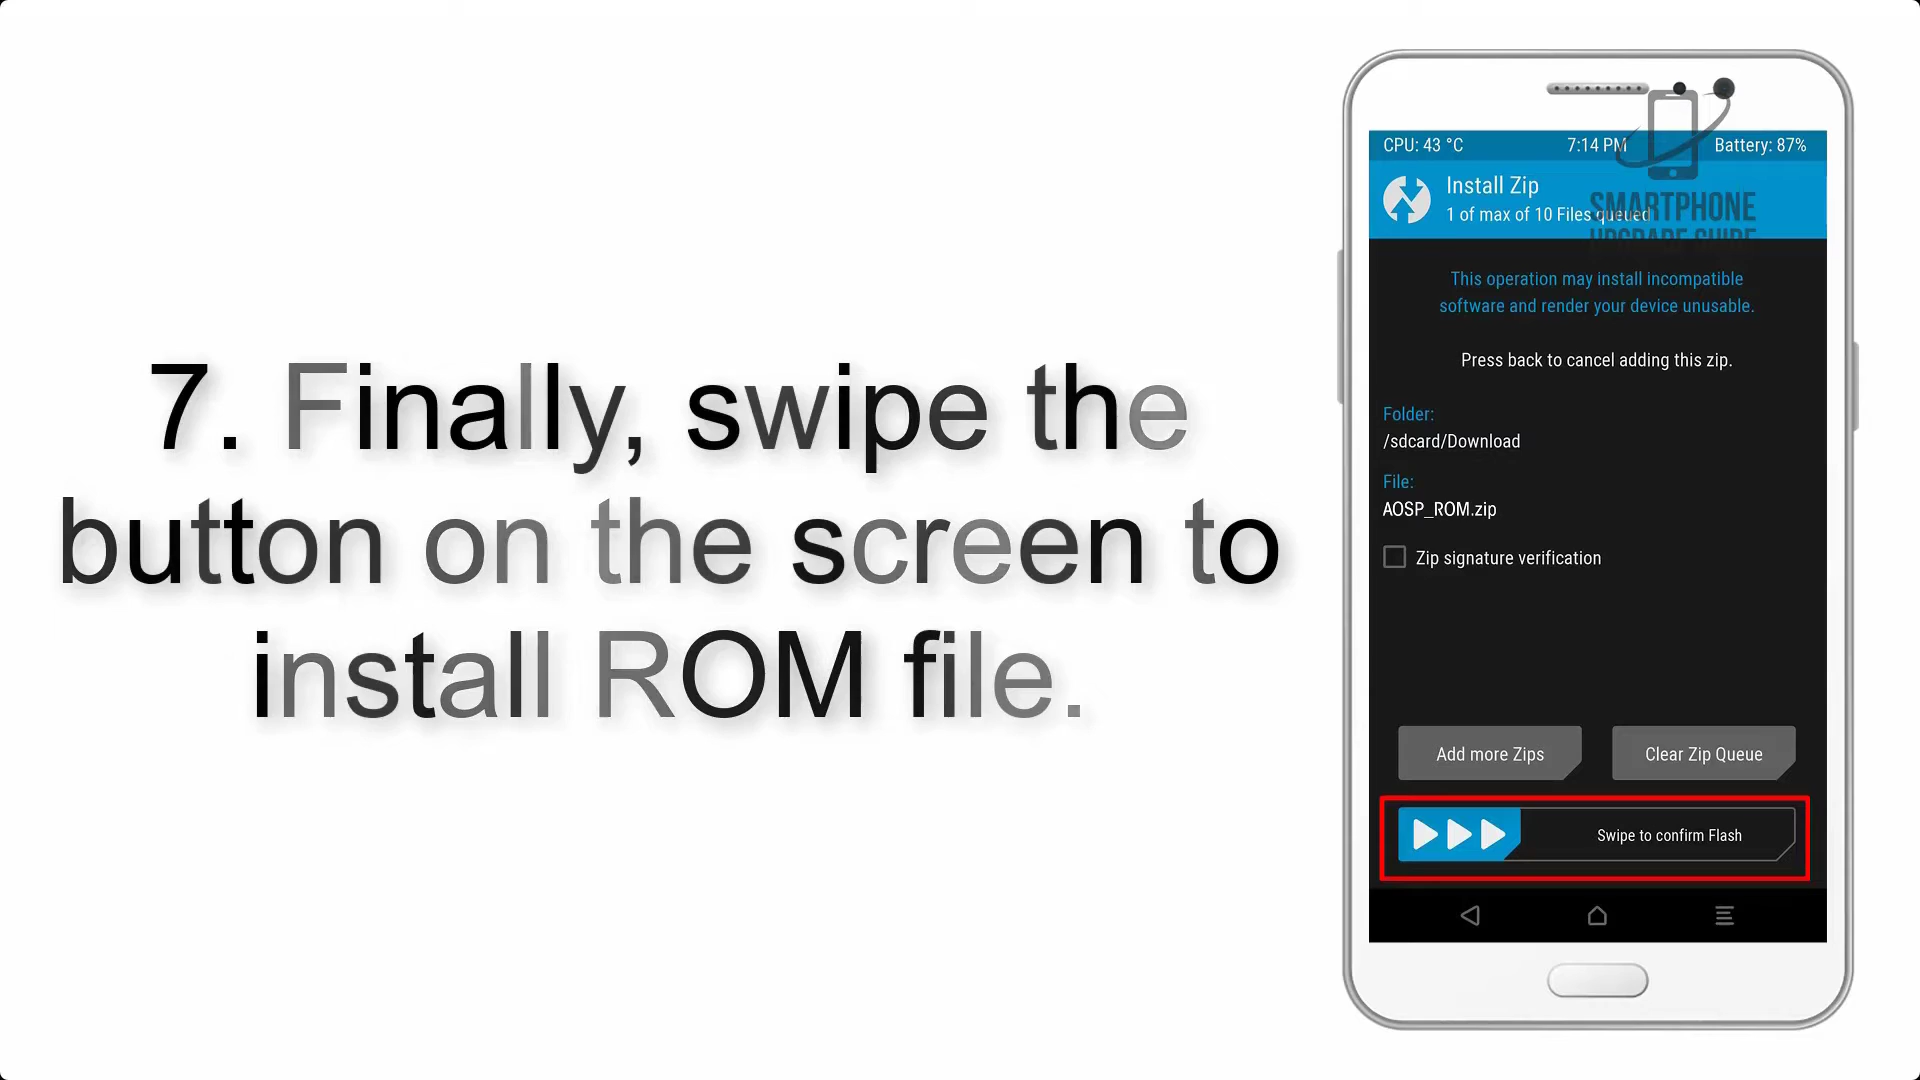 7. Finally, swipe the
button on the screen to
install ROM file.
CPU: 43 °C
7:14 PM
Battery: 87%
Install Zip
1 of max of 10 Files queued
SMARTPHONE
UPGRADE GUIDE
This operation may install incompatible
software and render your device unusable.
Press back to cancel adding this zip.
Folder:
/sdcard/Download
File:
AOSP_ROM.zip
Zip signature verification
Add more Zips
Clear Zip Queue
Swipe to confirm Flash